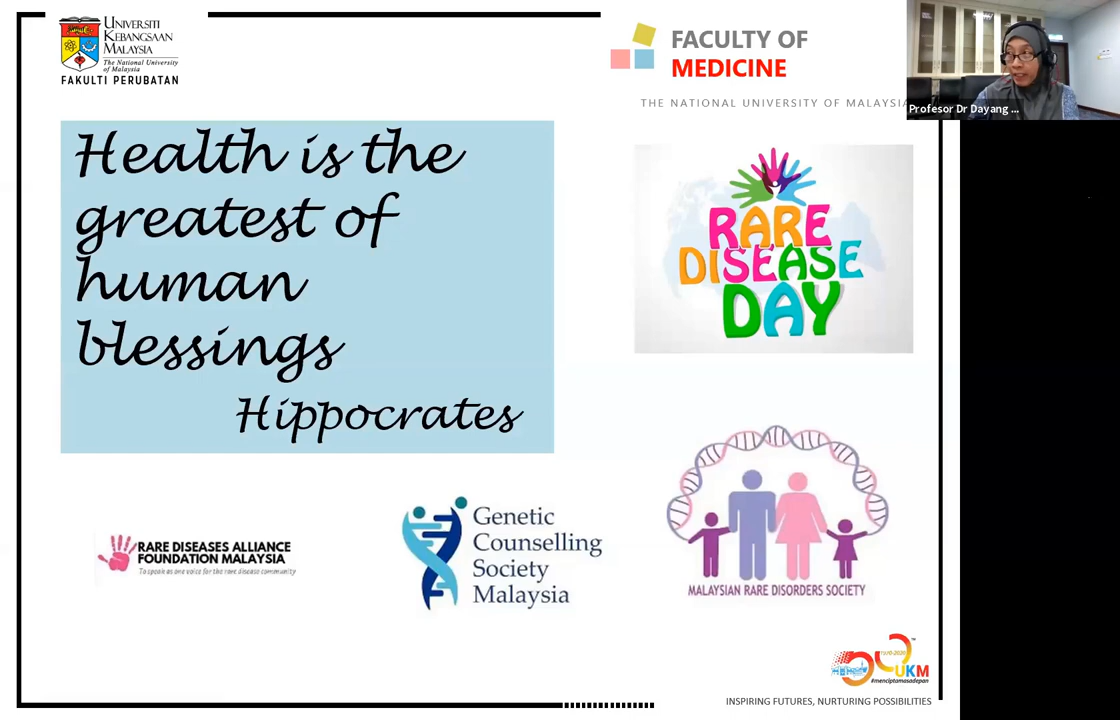 UNIVERSITI
KEBANGSAAN
MALAYSIA
The National University
of Malaysia
FAKULTI PERUBATAN
FACULTY OF
MEDICINE
THE NATIONAL UNIVERSITY OF MALAYSIA
Profesor Dr Dayang ...
Health is the
greatest of
human
blessings
Hippocrates
RARE
DISEASE
DAY
RARE DISEASES ALLIANCE
FOUNDATION MALAYSIA
To speak as one voice for the rare disease community
Genetic
Counselling
Society
Malaysia
MALAYSIAN RARE DISORDERS SOCIETY
UKM
#menciptamasadepan
INSPIRING FUTURES, NURTURING POSSIBILITIES